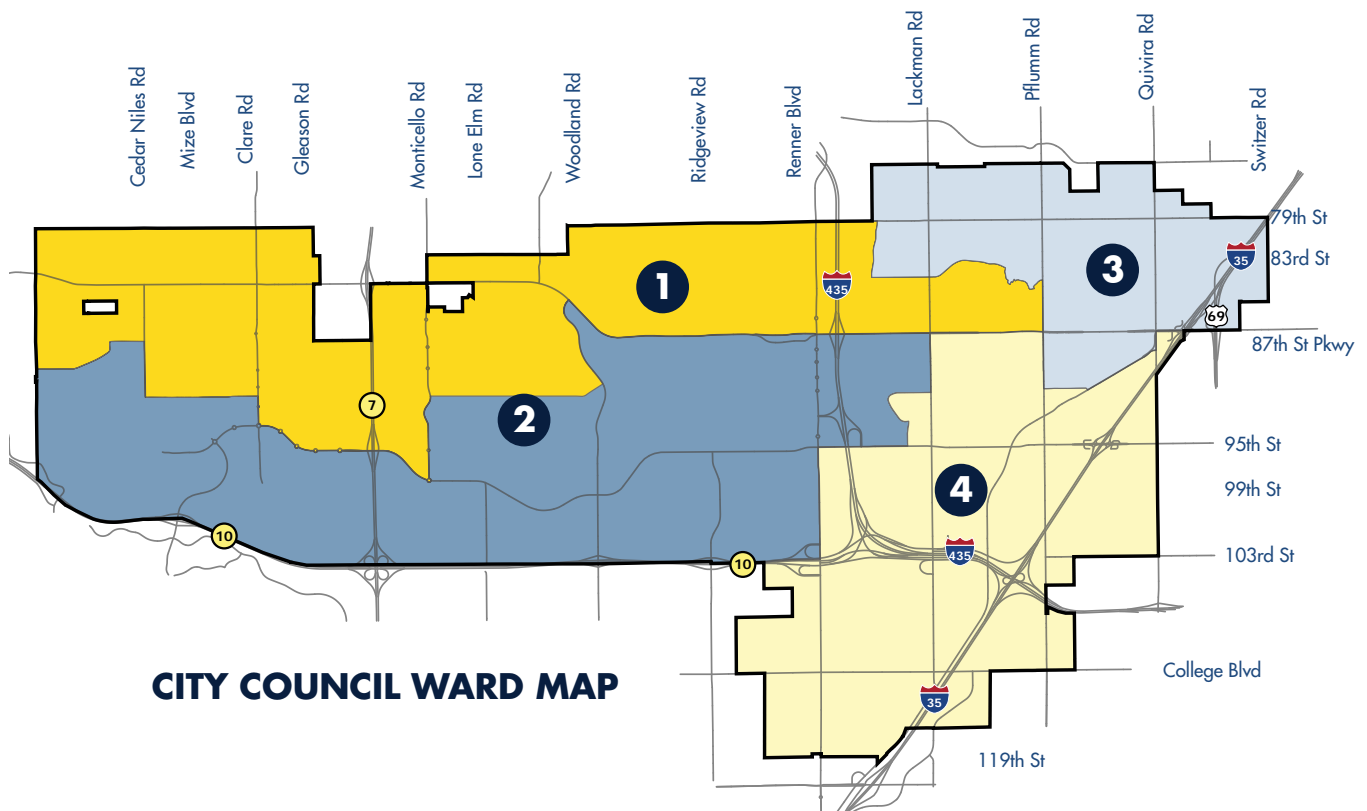 Cedar Niles Rd
Mize Blvd
Clare Rd
Gleason Rd
Monticello Rd
Lone Elm Rd
Woodland Rd
Ridgeview Rd
Renner Blvd
Lackman Rd
Pflumm Rd
Quivira Rd
Switzer Rd
79th St
35
83rd St
3
1
435
69
87th St Pkwy
7
2
95th St
4
99th St
10
435
103rd St
10
College Blvd
CITY COUNCIL WARD MAP
35
119th St